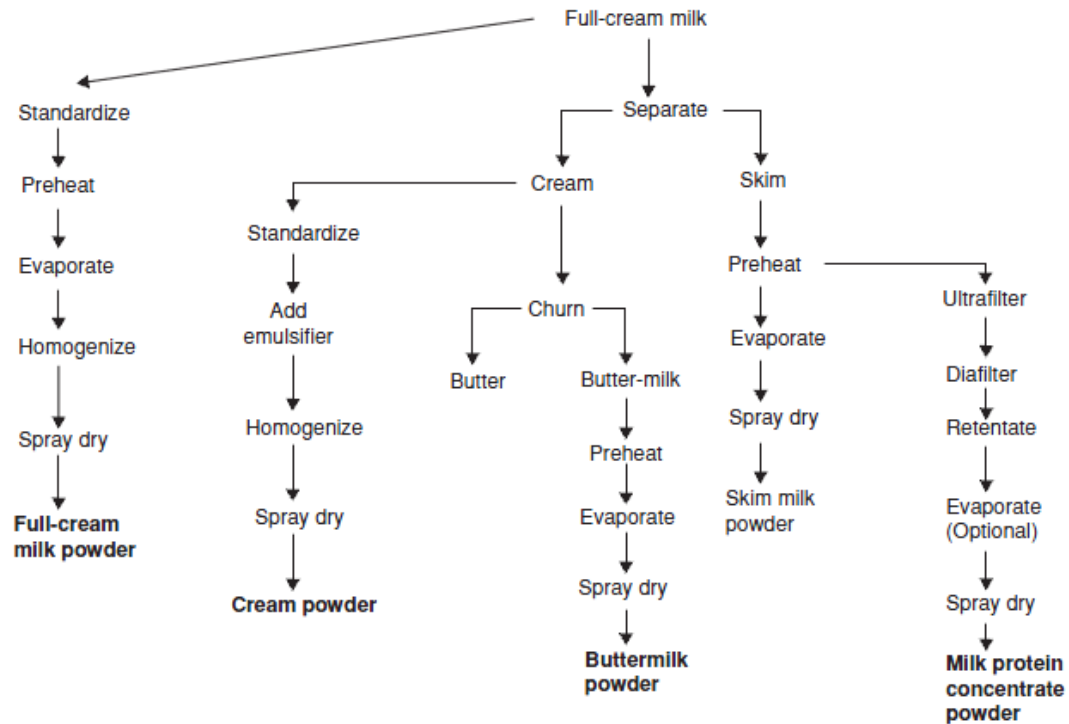 Full-cream milk
Standardize
Preheat
Evaporate
Homogenize
Spray dry
Full-cream
milk powder
Separate
Cream
Standardize
Add
emulsifier
Homogenize
Spray dry
Cream powder
Churn
Butter
Butter-milk
Preheat
Evaporate
Spray dry
Buttermilk
powder
Skim
Preheat
Evaporate
Spray dry
Skim milk
powder
Ultrafilter
Diafilter
Retentate
Evaporate
(Optional)
Spray dry
Milk protein
concentrate
powder